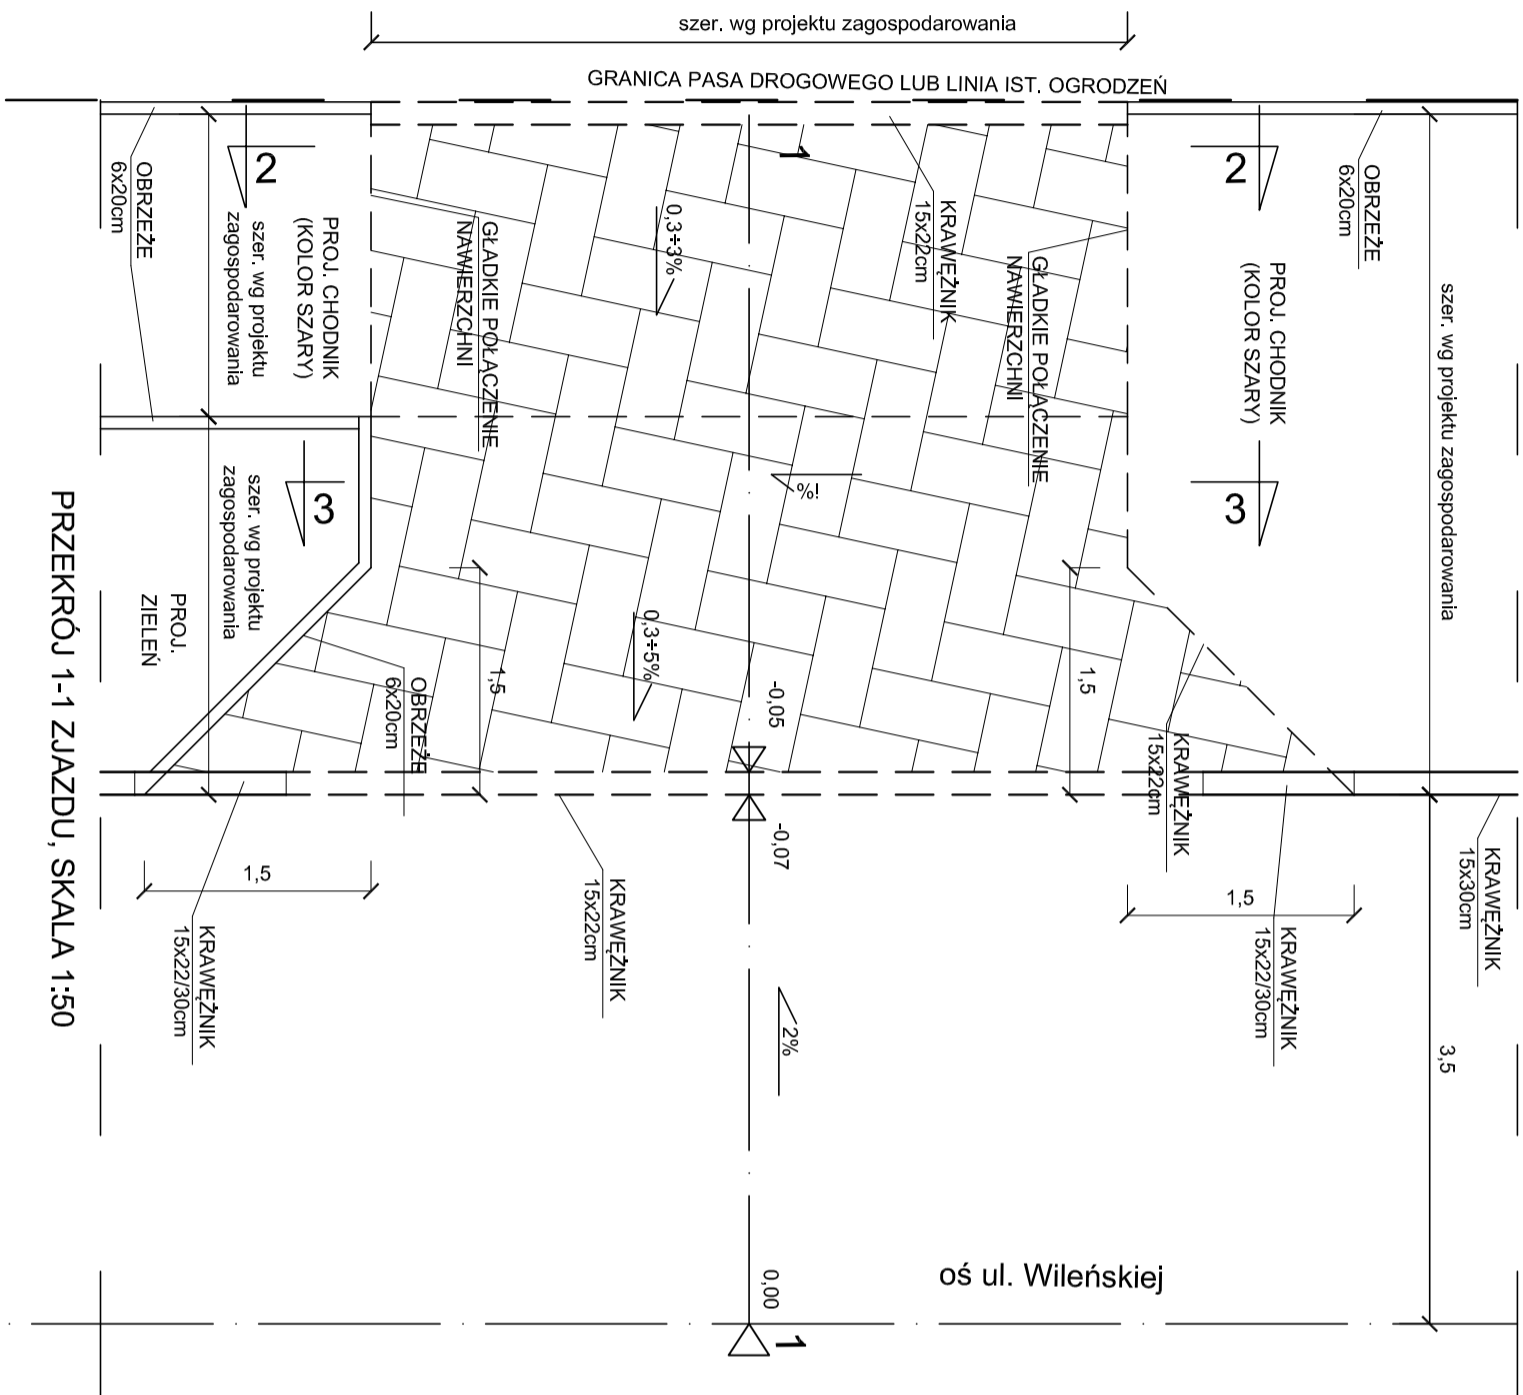 szer. wg projektu zagospodarowania
GRANICA PASA DROGOWEGO LUB LINIA IST. OGRODZEŃ
OBRZEŻE
6x20cm
2
szer. wg projektu
zagospodarowania
PROJ. CHODNIK
(KOLOR SZARY)
GŁADKIE POŁĄCZENIE
NAWIERZCHNI
0,3÷3%
1
KRAWĘŻNIK
15x22cm
GŁADKIE POŁĄCZENIE
NAWIERZCHNI
2
PROJ. CHODNIK
(KOLOR SZARY)
OBRZEŻE
6x20cm
szer. wg projektu zagospodarowania
3
szer. wg projektu
zagospodarowania
PROJ.
ZIELEŃ
%!
3
1,5
0,3÷5%
-0,05
1,5
OBRZEŻE
6x20cm
KRAWĘŻNIK
15x22cm
-0,07
1,5
KRAWĘŻNIK
15x22/30cm
KRAWĘŻNIK
15x22cm
1,5
KRAWĘŻNIK
15x22/30cm
KRAWĘŻNIK
15x30cm
2%
3,5
oś ul. Wileńskiej
0,00
1
PRZEKRÓJ 1-1 ZJAZDU, SKALA 1:50